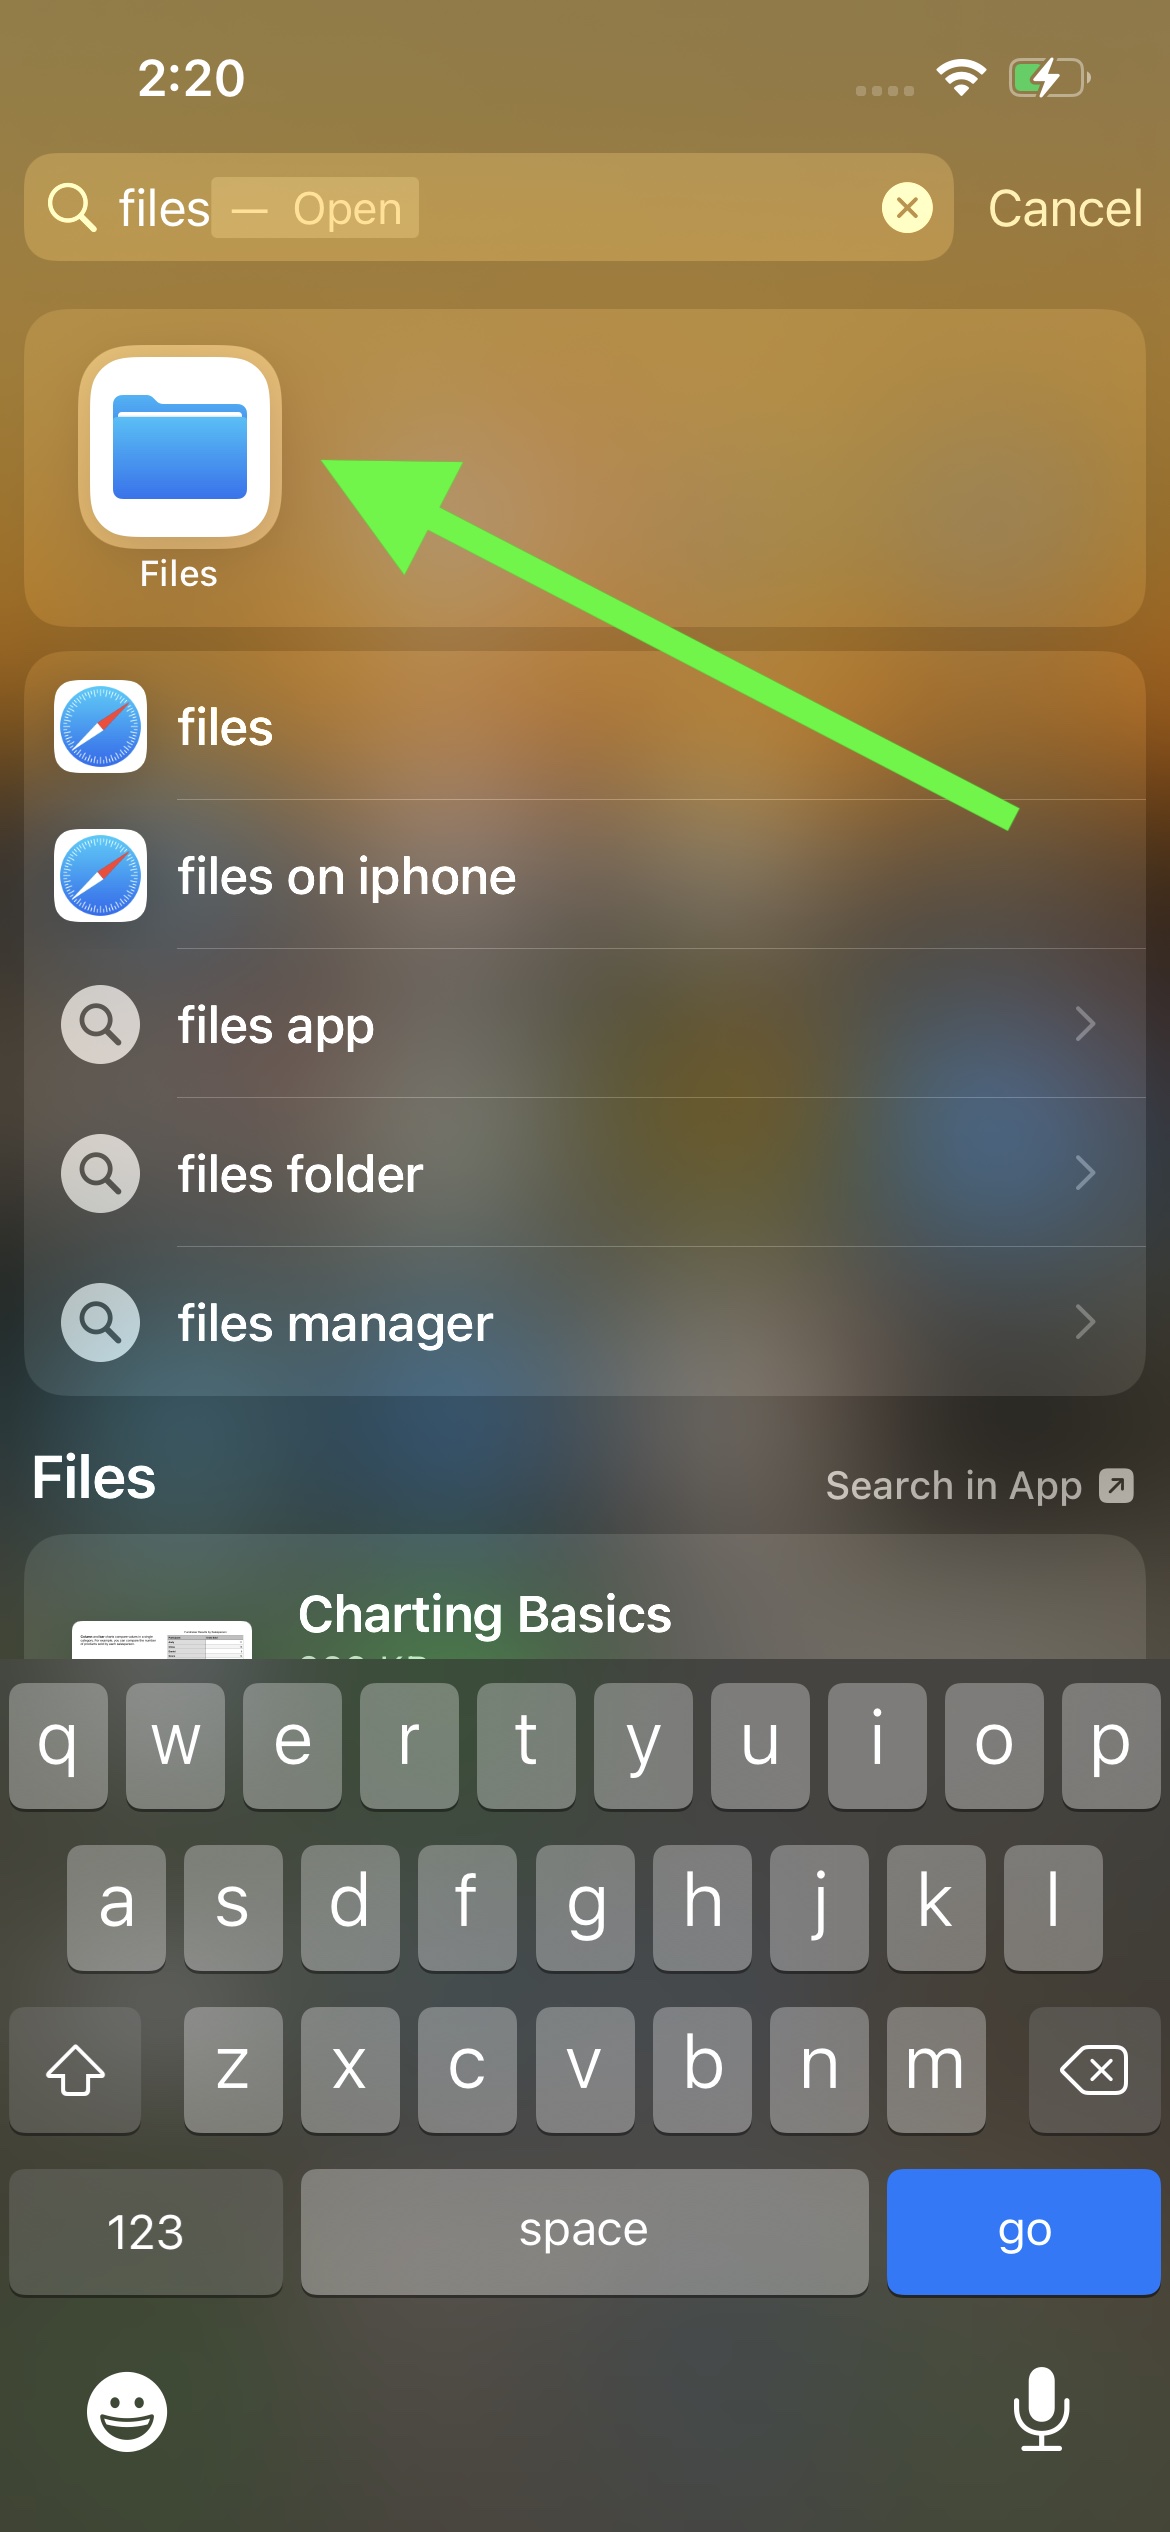 2:20
files — Open
Cancel
Files
files
files on iphone
files app
files folder
files manager
Files
Search in App
Charting Basics
q w e r t y u i o p
a s d f g h j k l
z x c v b n m
123 space go